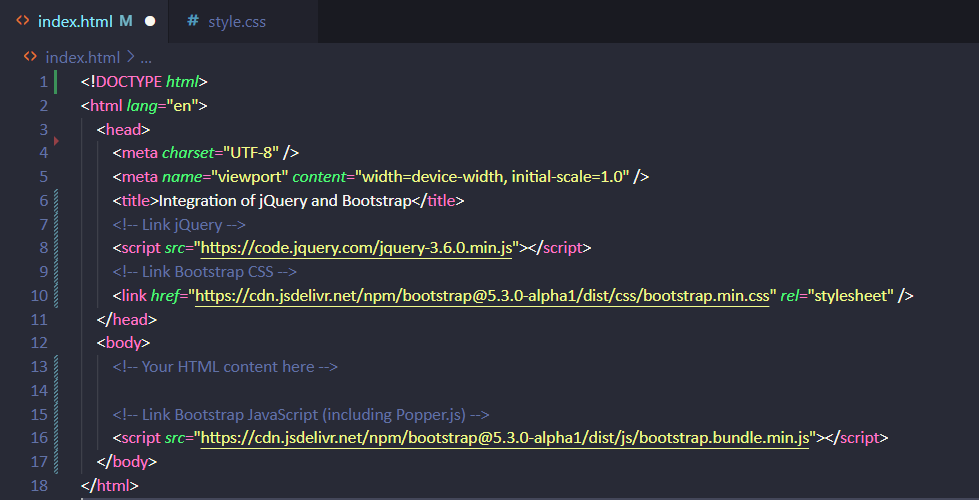 index.html M
style.css
index.html > ...
1 <!DOCTYPE html>
2 <html lang="en">
3 <head>
4 <meta charset="UTF-8" />
5 <meta name="viewport" content="width=device-width, initial-scale=1.0" />
6 <title>Integration of jQuery and Bootstrap</title>
7 <!-- Link jQuery -->
8 <script src="https://code.jquery.com/jquery-3.6.0.min.js"></script>
9 <!-- Link Bootstrap CSS -->
10 <link href="https://cdn.jsdelivr.net/npm/bootstrap@5.3.0-alpha1/dist/css/bootstrap.min.css" rel="stylesheet" />
11 </head>
12 <body>
13 <!-- Your HTML content here -->
14
15 <!-- Link Bootstrap JavaScript (including Popper.js) -->
16 <script src="https://cdn.jsdelivr.net/npm/bootstrap@5.3.0-alpha1/dist/js/bootstrap.bundle.min.js"></script>
17 </body>
18 </html>